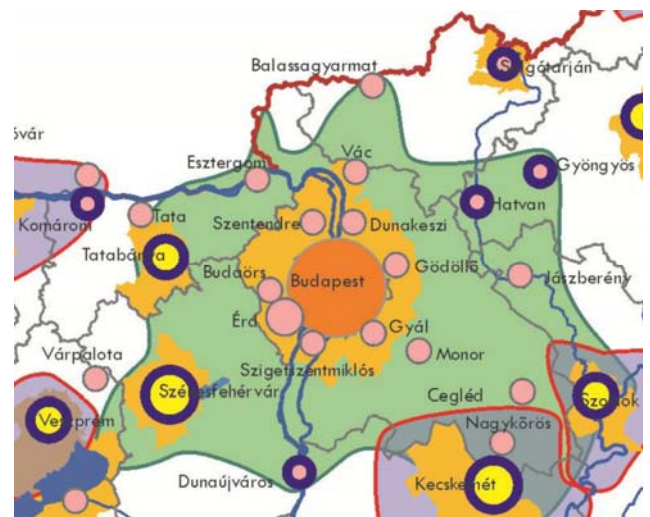 Balassagyarmat
Salgótarján
óvár
Vác
Esztergom
Gyöngyös
Hatvan
Komárom
Tata
Szentendre
Dunakeszi
Tatabánya
Gödöllő
Budaörs
Budapest
Jászberény
Érd
Gyál
Várpalota
Monor
Szigetszentmiklós
Székesfehérvár
Cegléd
Szolnok
Veszprém
Nagykőrös
Dunaújváros
Kecskemét